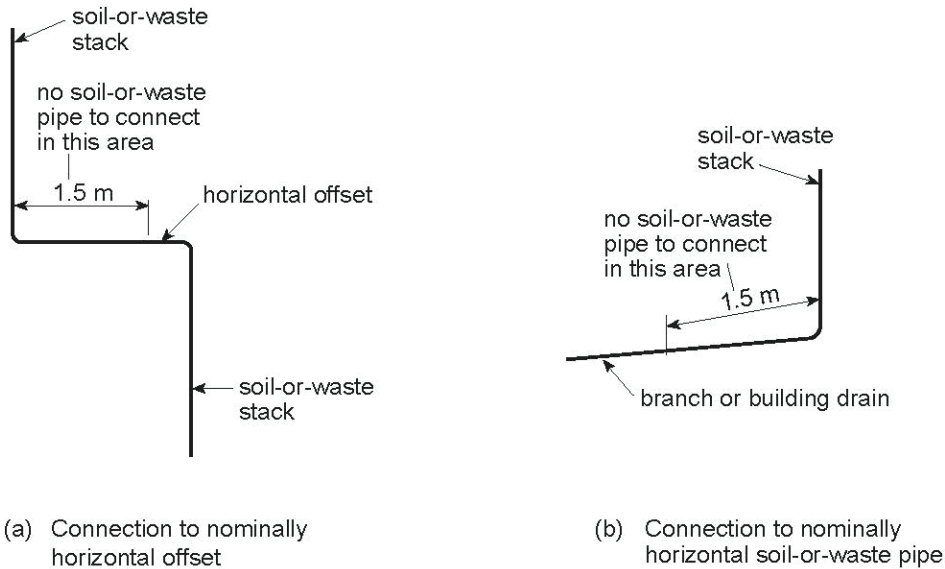 soil-or-waste
stack
no soil-or-waste
pipe to connect
in this area
1.5 m
horizontal offset
soil-or-waste
stack
(a) Connection to nominally
horizontal offset
soil-or-waste
stack
no soil-or-waste
pipe to connect
in this area
1.5 m
branch or building drain
(b) Connection to nominally
horizontal soil-or-waste pipe